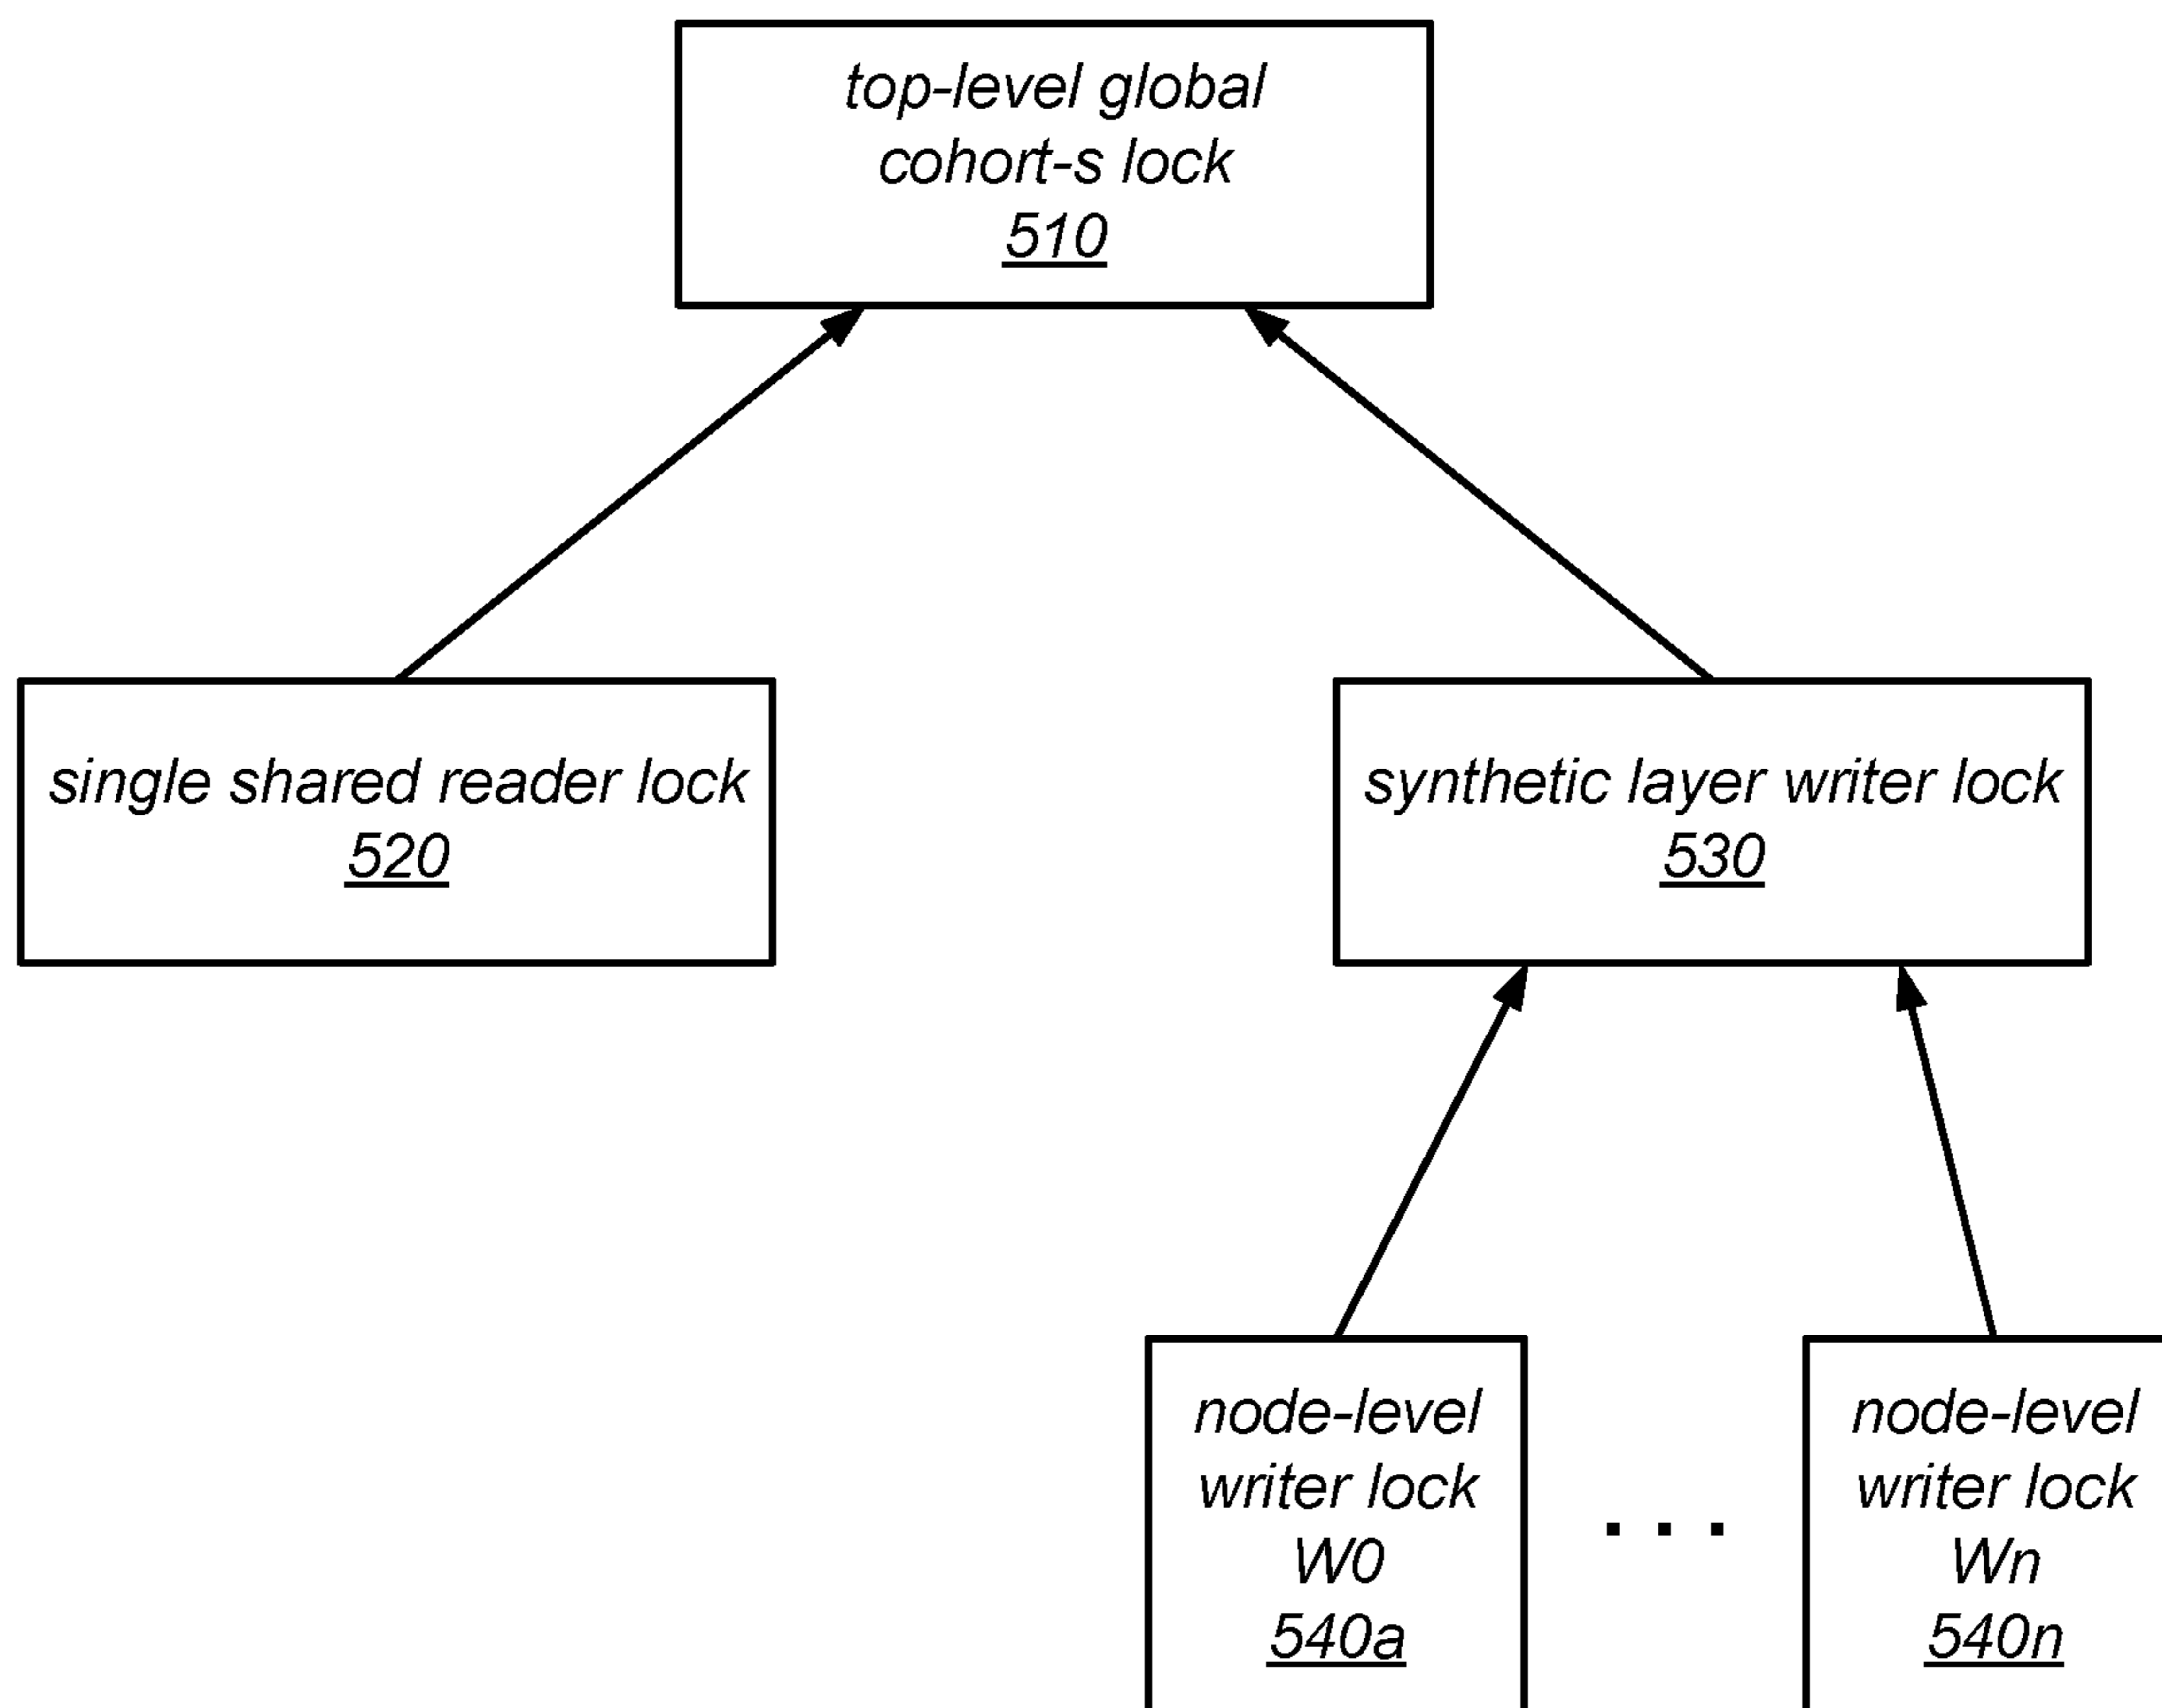 top-level global
cohort-s lock
510
single shared reader lock
520
synthetic layer writer lock
530
node-level
writer lock
W0
540a
. . .
node-level
writer lock
Wn
540n